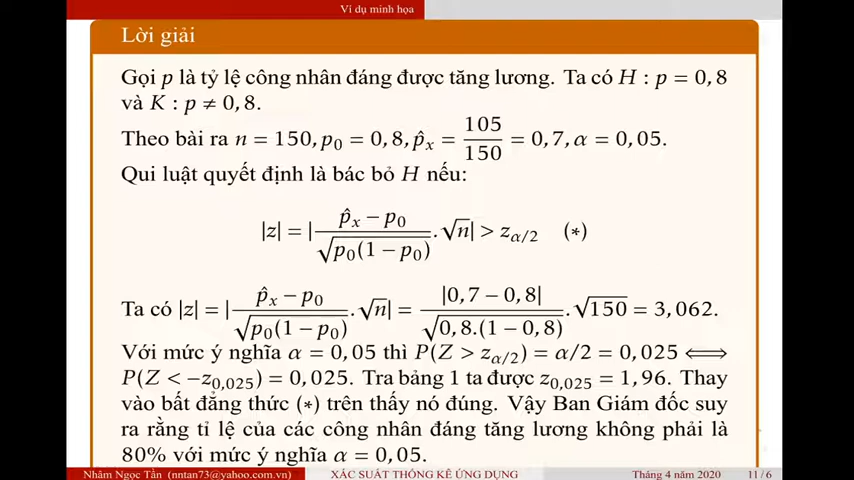 Ví dụ minh họa
Lời giải
Gọi p là tỷ lệ công nhân đáng được tăng lương. Ta có H : p = 0,8
và K : p ≠ 0,8.
Theo bài ra n = 150, p₀ = 0,8, p̂ₓ = 105/150 = 0,7, α = 0,05.
Qui luật quyết định là bác bỏ H nếu:
|z| = |(p̂ₓ − p₀)/√(p₀(1 − p₀)) . √n| > z_{α/2} (∗)
Ta có |z| = |(p̂ₓ − p₀)/√(p₀(1 − p₀)) . √n| = |0,7 − 0,8|/√(0,8.(1 − 0,8)) . √150 = 3,062.
Với mức ý nghĩa α = 0,05 thì P(Z > z_{α/2}) = α/2 = 0,025 ⟺
P(Z < −z_{0,025}) = 0,025. Tra bảng 1 ta được z_{0,025} = 1,96. Thay
vào bất đẳng thức (∗) trên thấy nó đúng. Vậy Ban Giám đốc suy
ra rằng tỉ lệ của các công nhân đáng tăng lương không phải là
80% với mức ý nghĩa α = 0,05.
Nhâm Ngọc Tần (nntan73@yahoo.com.vn) XÁC SUẤT THỐNG KÊ ỨNG DỤNG Tháng 4 năm 2020 11/6